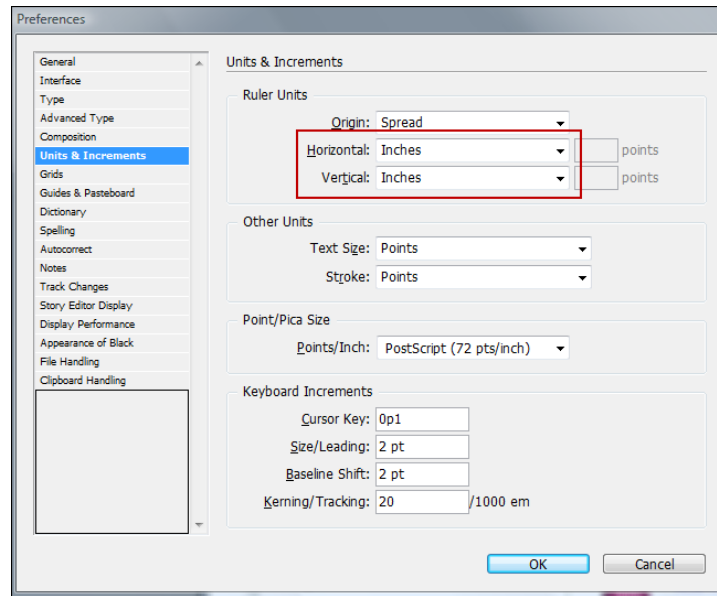 Preferences
General
Interface
Type
Advanced Type
Composition
Units & Increments
Grids
Guides & Pasteboard
Dictionary
Spelling
Autocorrect
Notes
Track Changes
Story Editor Display
Display Performance
Appearance of Black
File Handling
Clipboard Handling
Units & Increments
Ruler Units
Origin: Spread
Horizontal: Inches points
Vertical: Inches points
Other Units
Text Size: Points
Stroke: Points
Point/Pica Size
Points/Inch: PostScript (72 pts/inch)
Keyboard Increments
Cursor Key: 0p1
Size/Leading: 2 pt
Baseline Shift: 2 pt
Kerning/Tracking: 20 /1000 em
OK Cancel